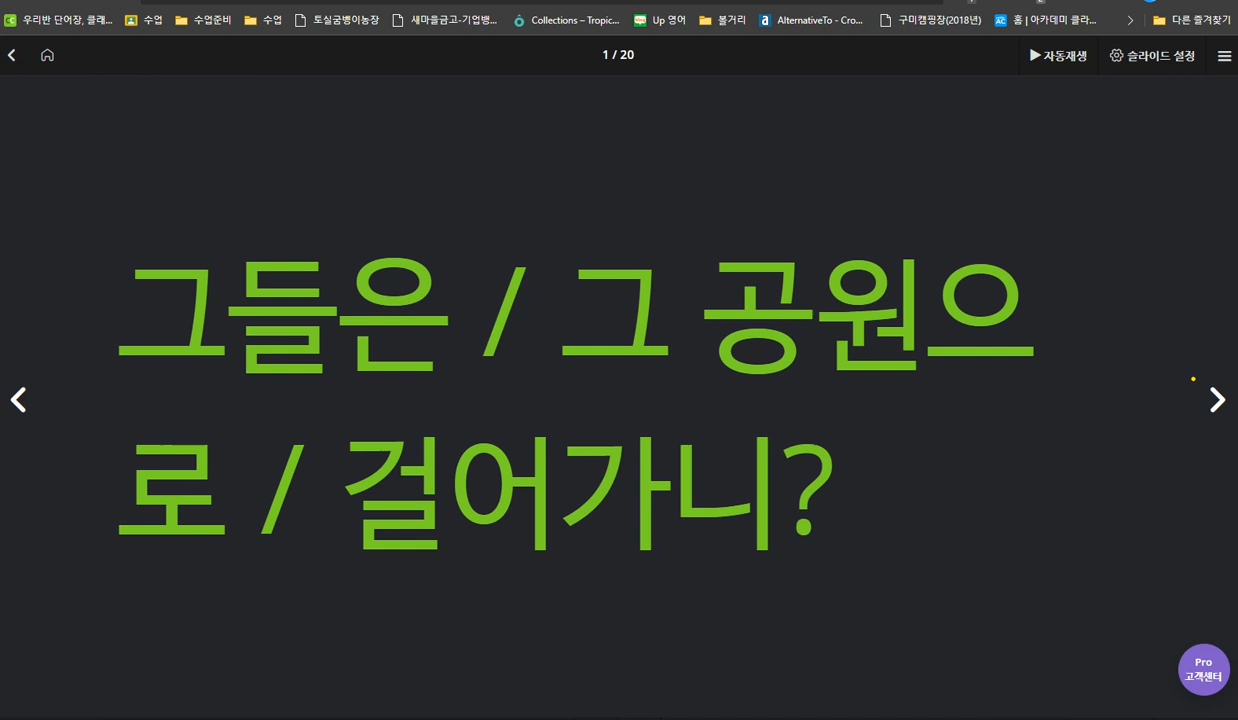 우리반 단어장, 클래... 수업 수업준비 수업 토실굼벵이농장 새마을금고-기업뱅... Collections – Tropic... Up 영어 볼거리 AlternativeTo - Cro... 구미캠핑장(2018년) 홈 | 아카데미 클라... 다른 즐겨찾기
1 / 20 자동재생 슬라이드 설정
그들은 / 그 공원으
로 / 걸어가니?
Pro
고객센터